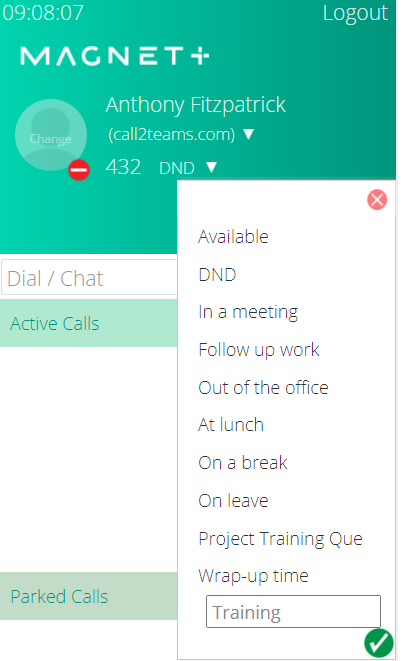 09:08:07 Logout
MAGNET+
Anthony Fitzpatrick
Change
(call2teams.com) ▼
432 DND ▼
Available
DND
Dial / Chat
In a meeting
Active Calls
Follow up work
Out of the office
At lunch
On a break
On leave
Project Training Que
Wrap-up time
Parked Calls
Training